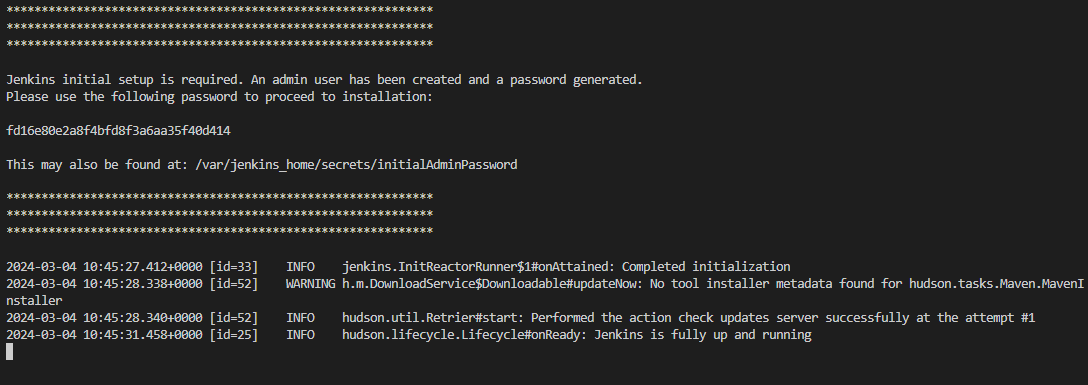 *************************************************************
*************************************************************
*************************************************************
Jenkins initial setup is required. An admin user has been created and a password generated.
Please use the following password to proceed to installation:
fd16e80e2a8f4bfd8f3a6aa35f40d414
This may also be found at: /var/jenkins_home/secrets/initialAdminPassword
*************************************************************
*************************************************************
*************************************************************
2024-03-04 10:45:27.412+0000 [id=33]    INFO    jenkins.InitReactorRunner$1#onAttained: Completed initialization
2024-03-04 10:45:28.338+0000 [id=52]    WARNING h.m.DownloadService$Downloadable#updateNow: No tool installer metadata found for hudson.tasks.Maven.MavenI
nstaller
2024-03-04 10:45:28.340+0000 [id=52]    INFO    hudson.util.Retrier#start: Performed the action check updates server successfully at the attempt #1
2024-03-04 10:45:31.458+0000 [id=25]    INFO    hudson.lifecycle.Lifecycle#onReady: Jenkins is fully up and running